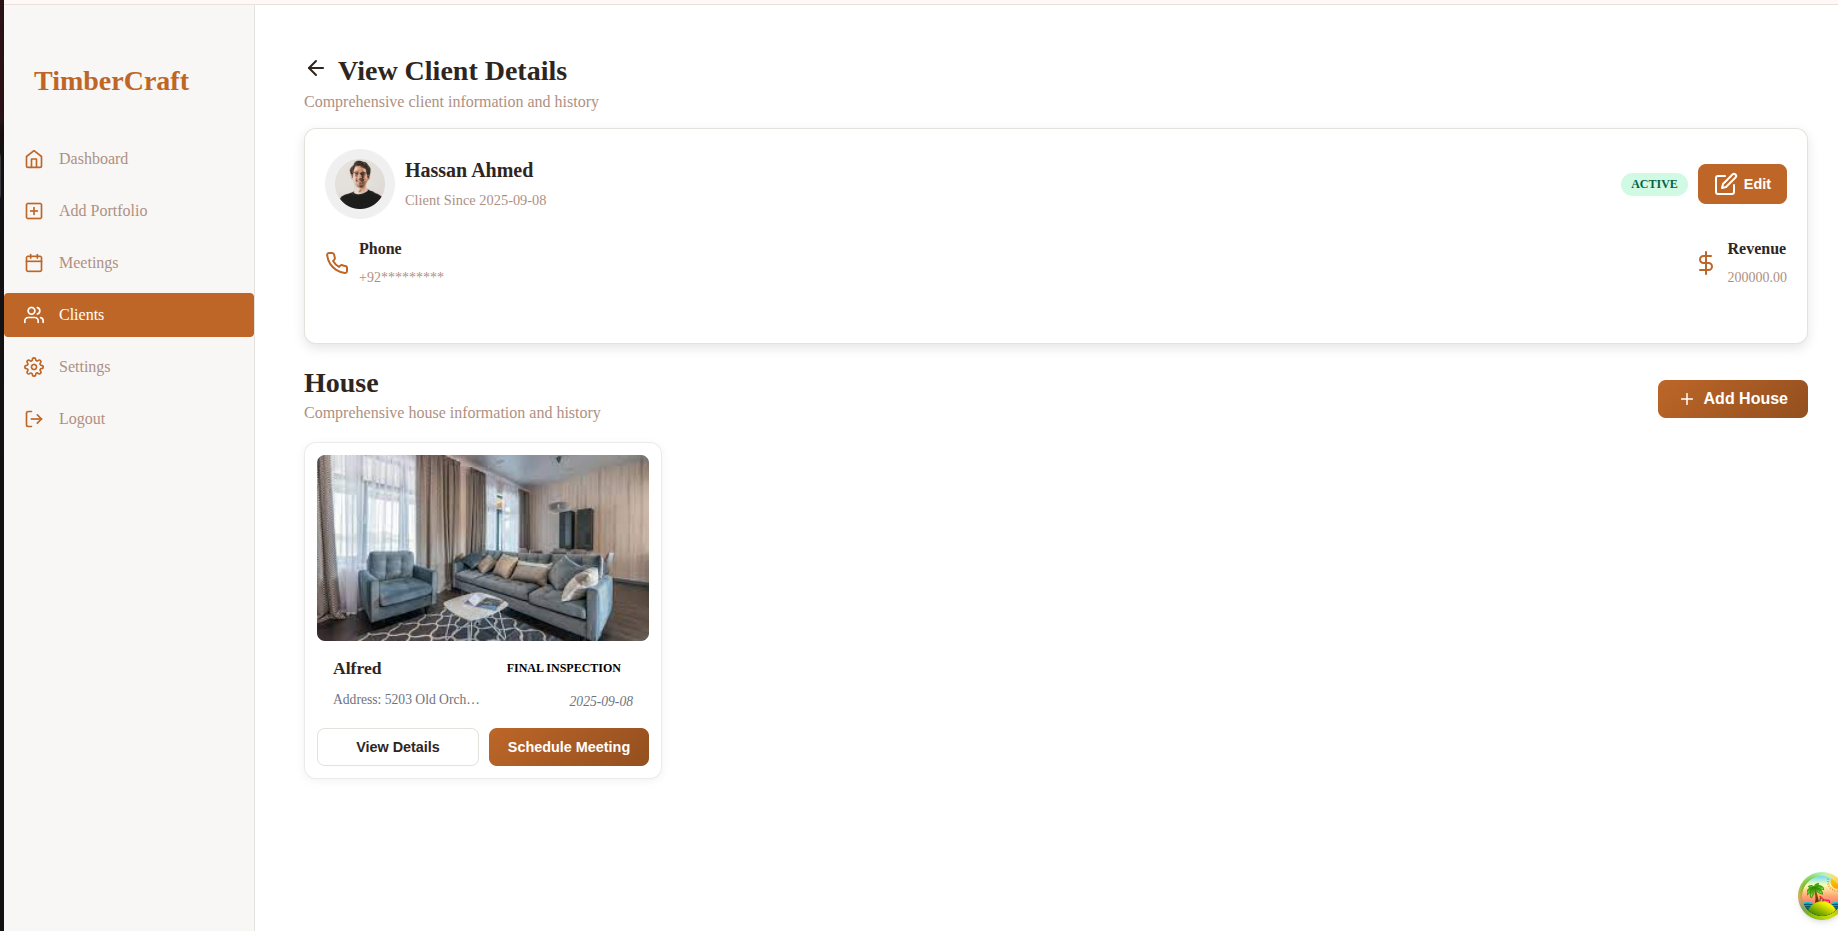 TimberCraft
Dashboard
Add Portfolio
Meetings
Clients
Settings
Logout
View Client Details
Comprehensive client information and history
Hassan Ahmed
Client Since 2025-09-08
ACTIVE
Edit
Phone
+92*********
Revenue
200000.00
House
Comprehensive house information and history
Add House
Alfred
FINAL INSPECTION
Address: 5203 Old Orch…
2025-09-08
View Details
Schedule Meeting